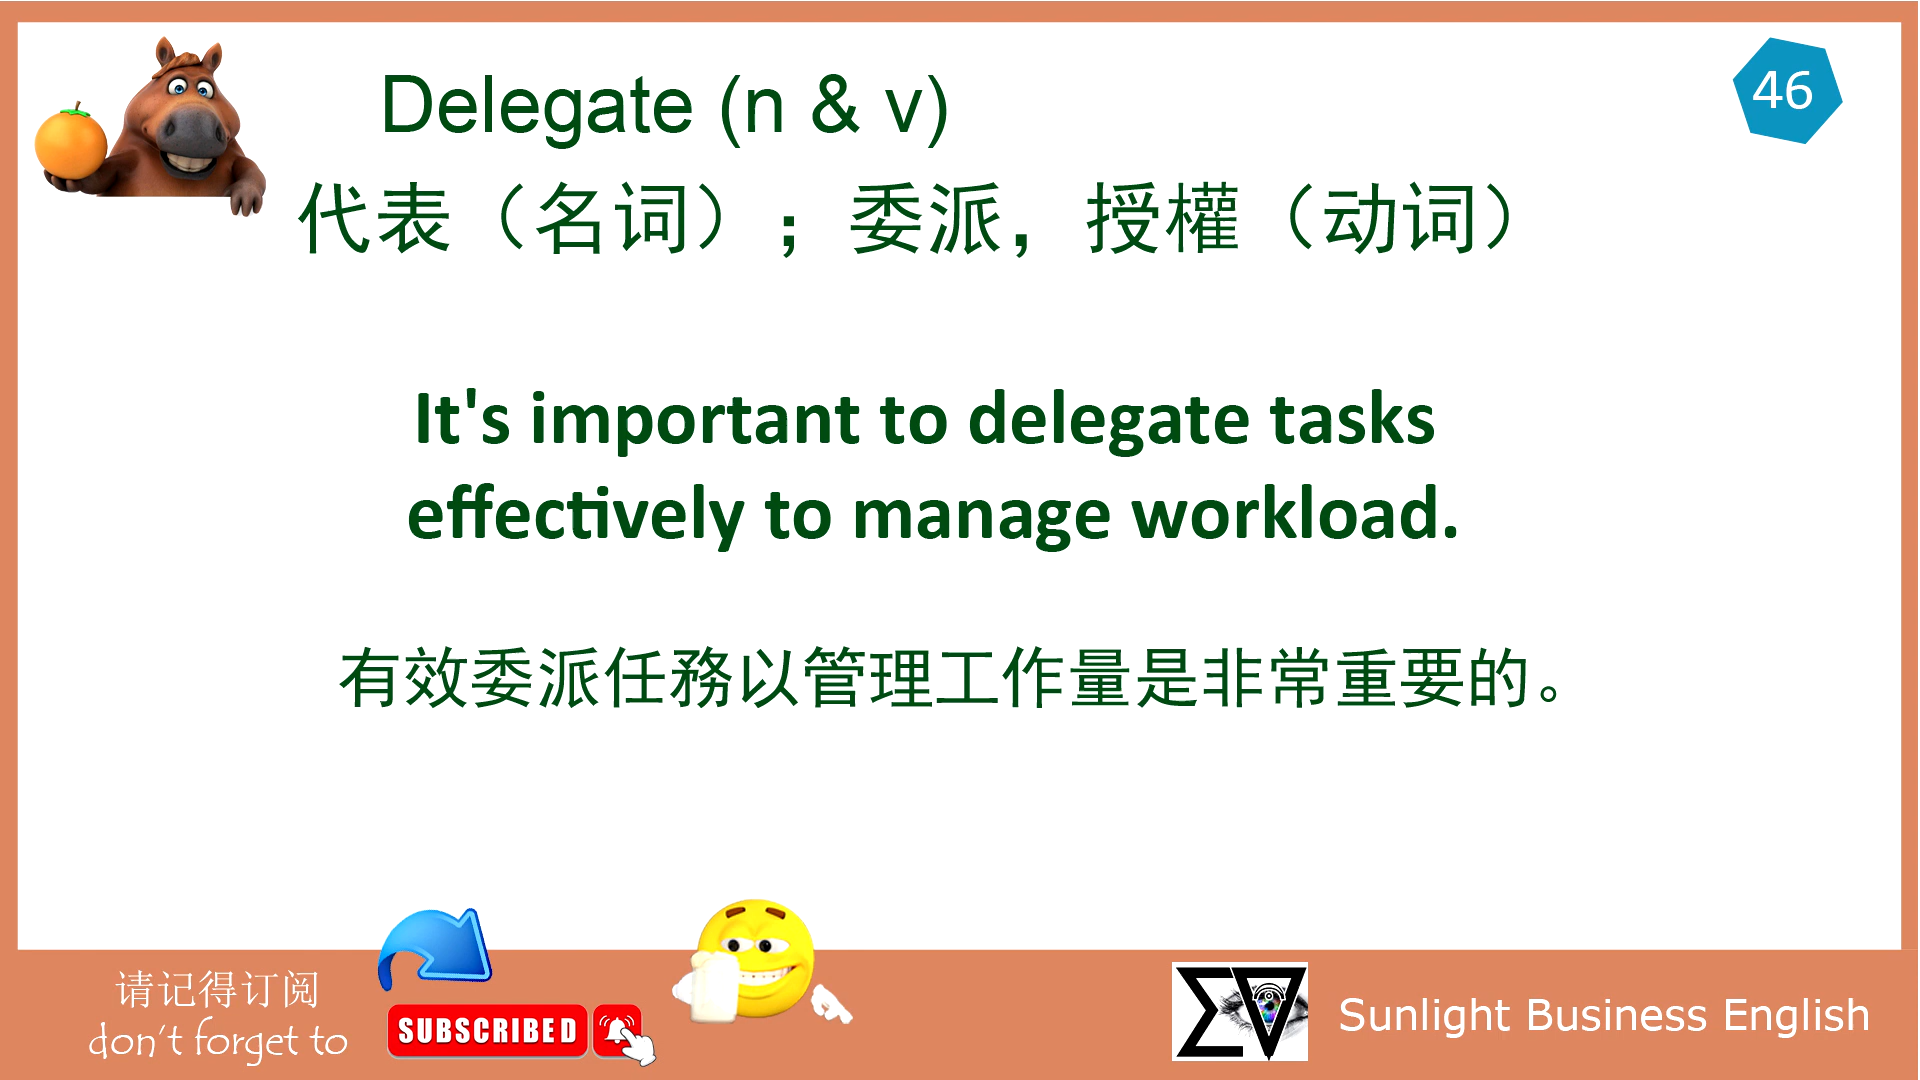 Delegate (n & v)
46
代表（名词）；委派，授權（动词）
It's important to delegate tasks
effectively to manage workload.
有效委派任務以管理工作量是非常重要的。
请记得订阅
don't forget to
SUBSCRIBED
Sunlight Business English